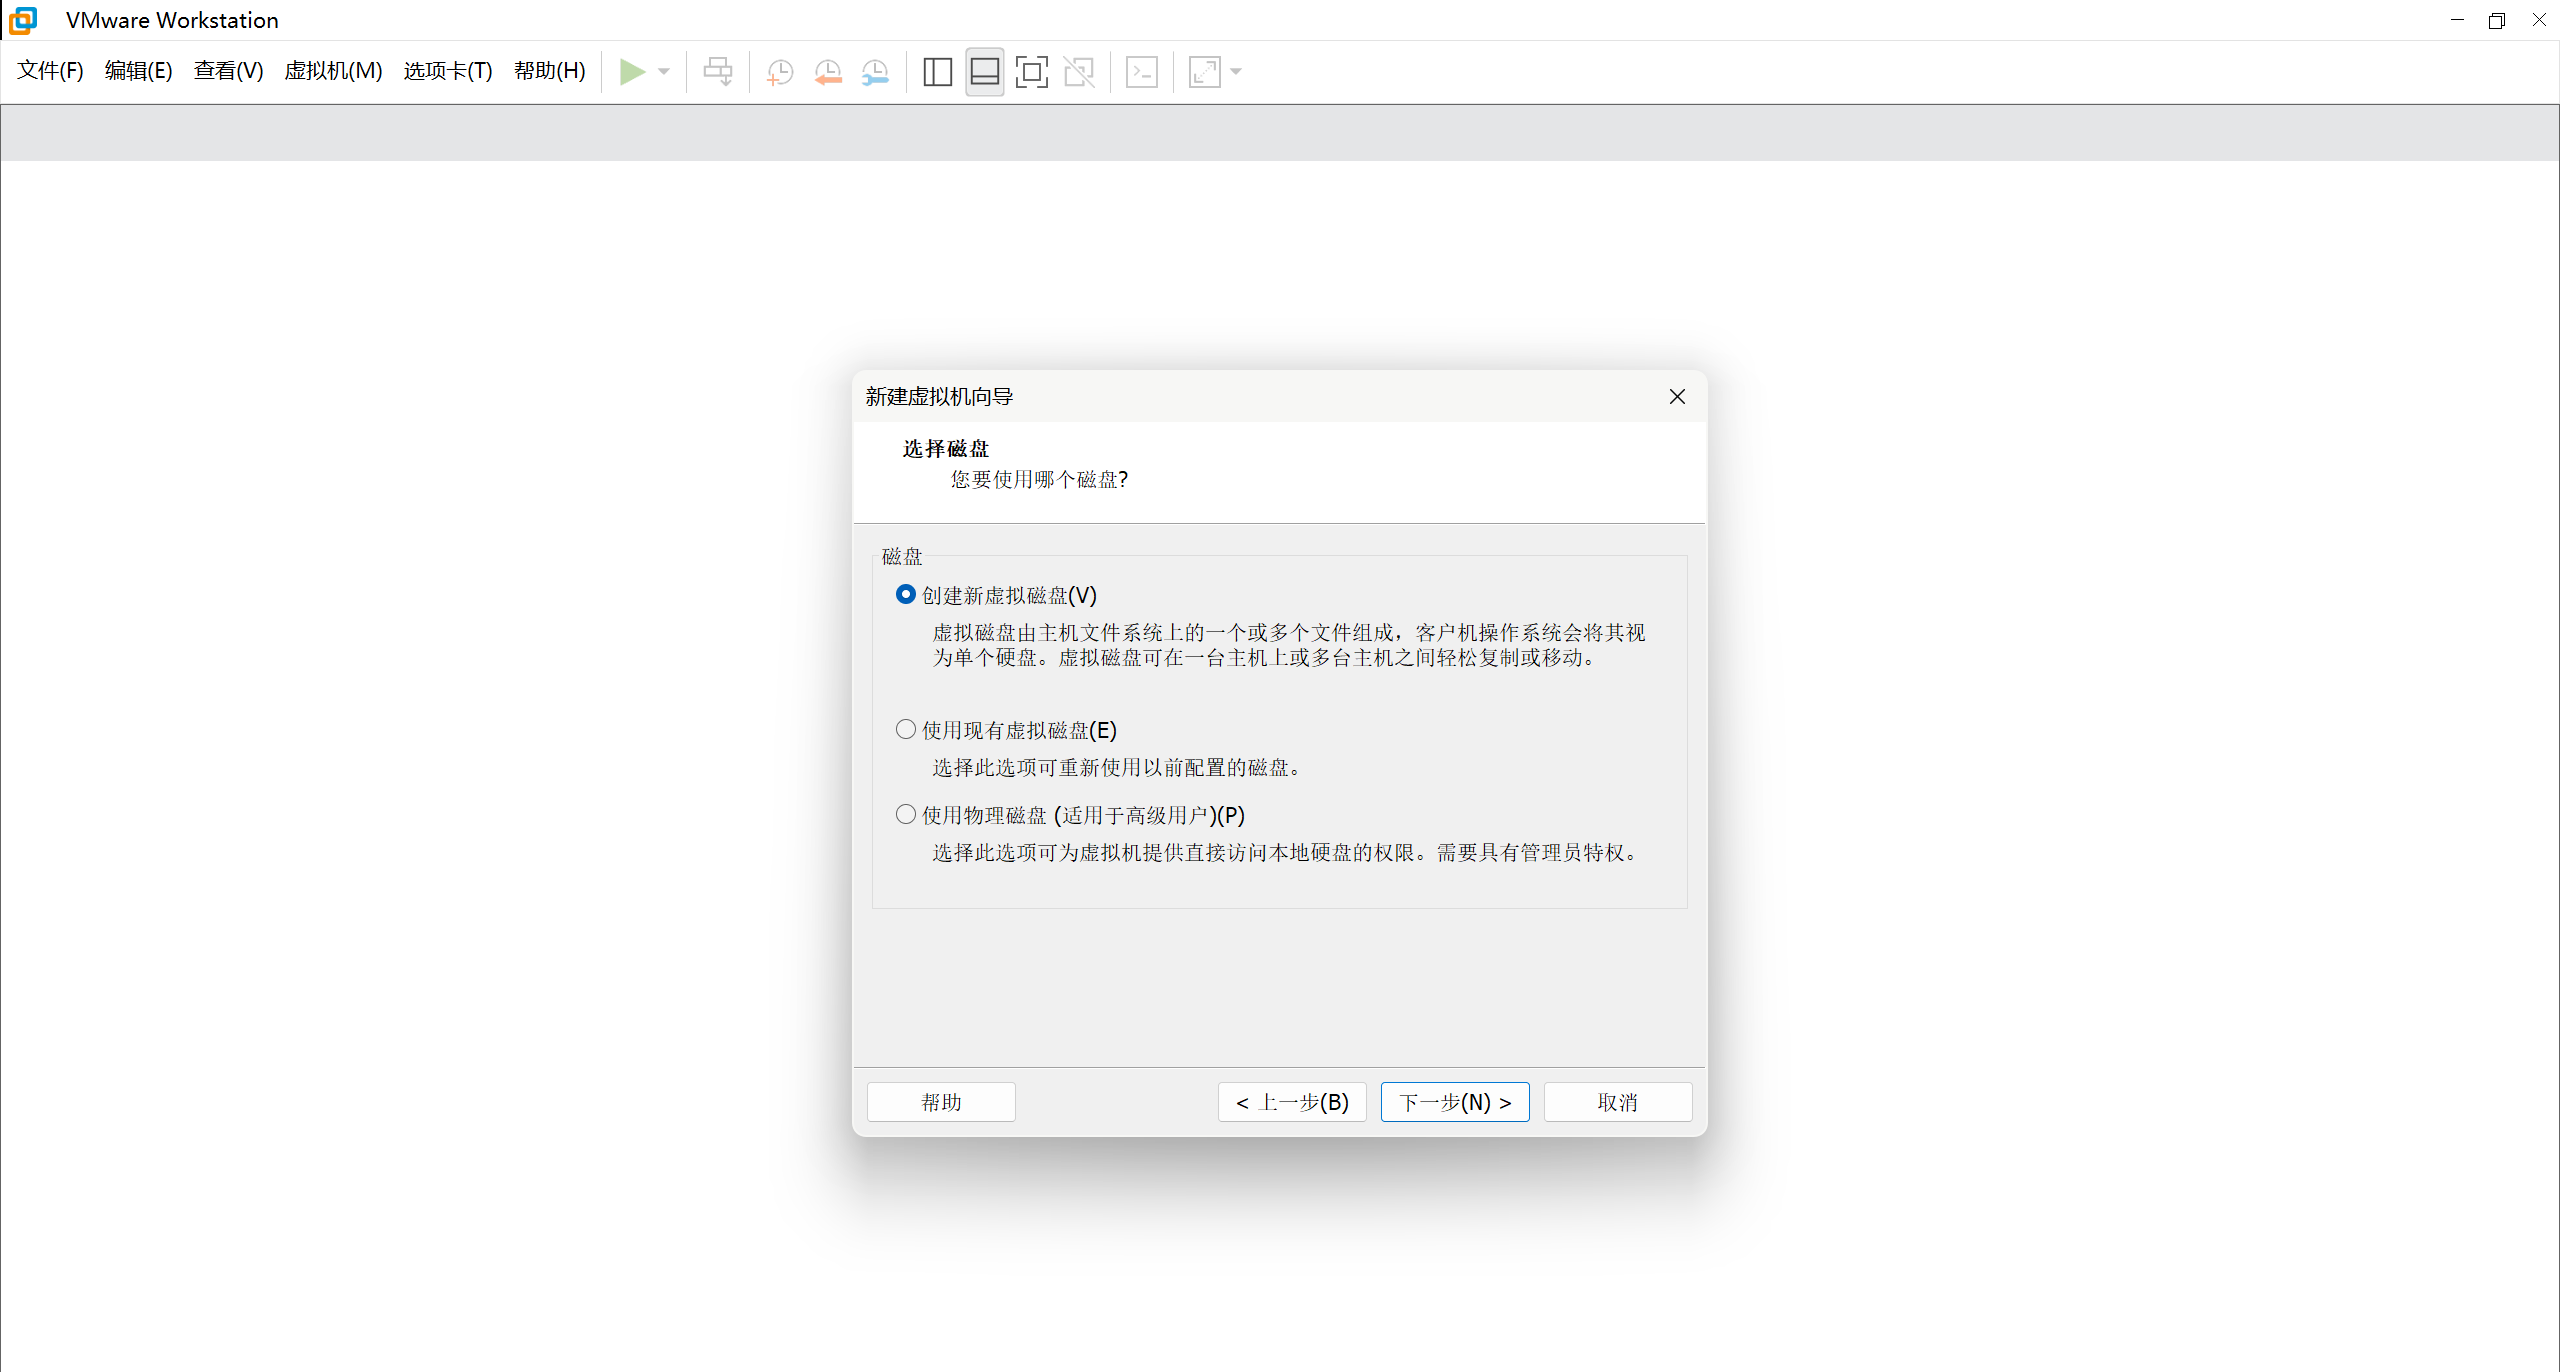 VMware Workstation
文件(F) 编辑(E) 查看(V) 虚拟机(M) 选项卡(T) 帮助(H)
新建虚拟机向导
选择磁盘
您要使用哪个磁盘?
磁盘
创建新虚拟磁盘(V)
虚拟磁盘由主机文件系统上的一个或多个文件组成，客户机操作系统会将其视
为单个硬盘。虚拟磁盘可在一台主机上或多台主机之间轻松复制或移动。
使用现有虚拟磁盘(E)
选择此选项可重新使用以前配置的磁盘。
使用物理磁盘 (适用于高级用户)(P)
选择此选项可为虚拟机提供直接访问本地硬盘的权限。需要具有管理员特权。
帮助 < 上一步(B) 下一步(N) > 取消